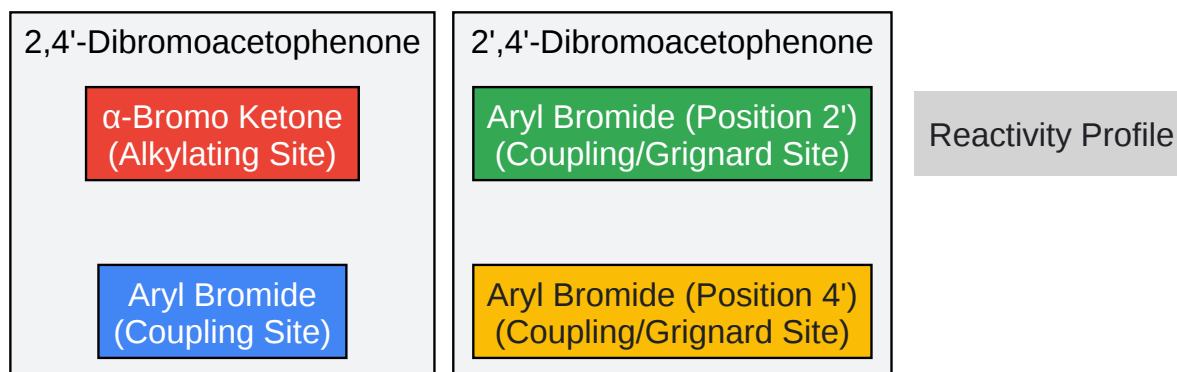 2,4'-Dibromoacetophenone
α-Bromo Ketone
(Alkylating Site)
Aryl Bromide
(Coupling Site)
2',4'-Dibromoacetophenone
Aryl Bromide (Position 2')
(Coupling/Grignard Site)
Aryl Bromide (Position 4')
(Coupling/Grignard Site)
Reactivity Profile